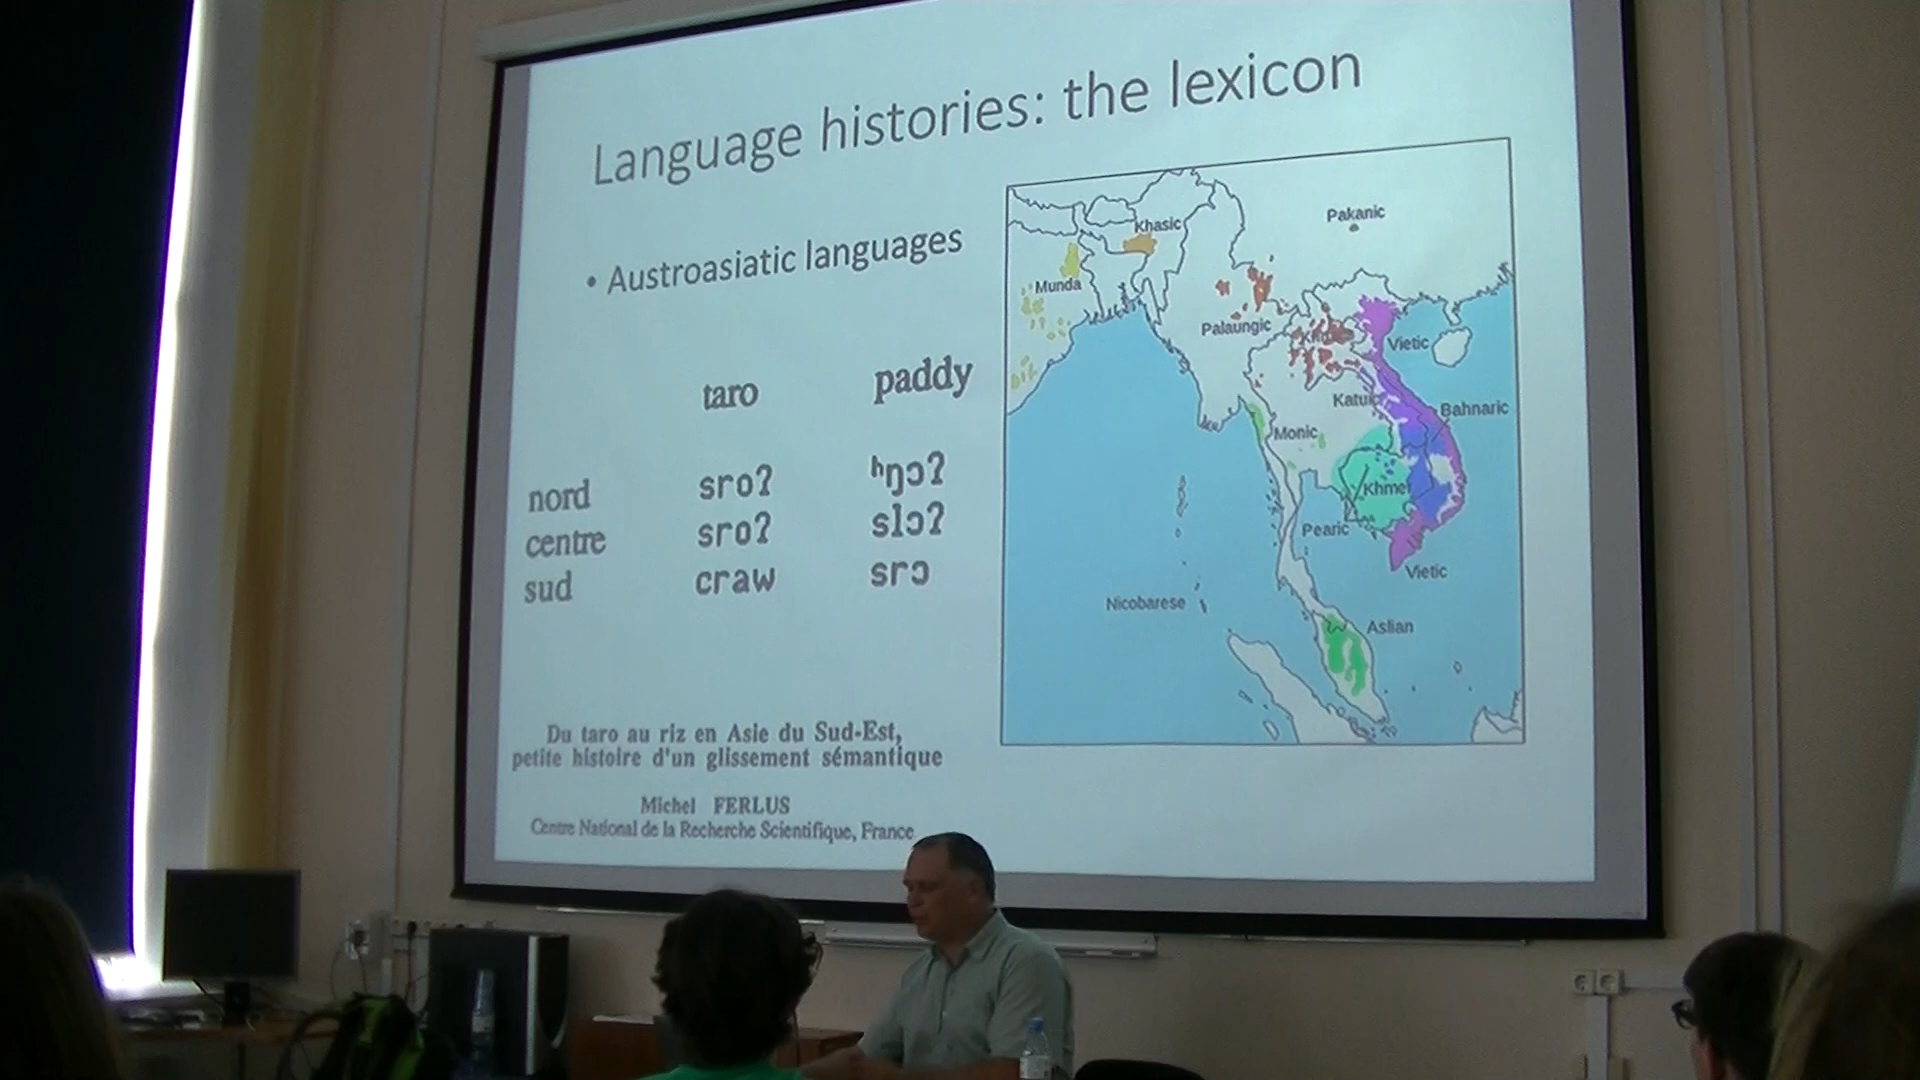 Language histories: the lexicon
• Austroasiatic languages
taro paddy
nord sroʔ ʰŋɔʔ
centre sroʔ slɔʔ
sud craw srɔ
Du taro au riz en Asie du Sud-Est,
petite histoire d'un glissement sémantique
Michel FERLUS
Centre National de la Recherche Scientifique, France
Pakanic
Khasic
Munda
Palaungic
Vietic
Katuic
Bahnaric
Monic
Khmer
Pearic
Vietic
Nicobarese
Aslian